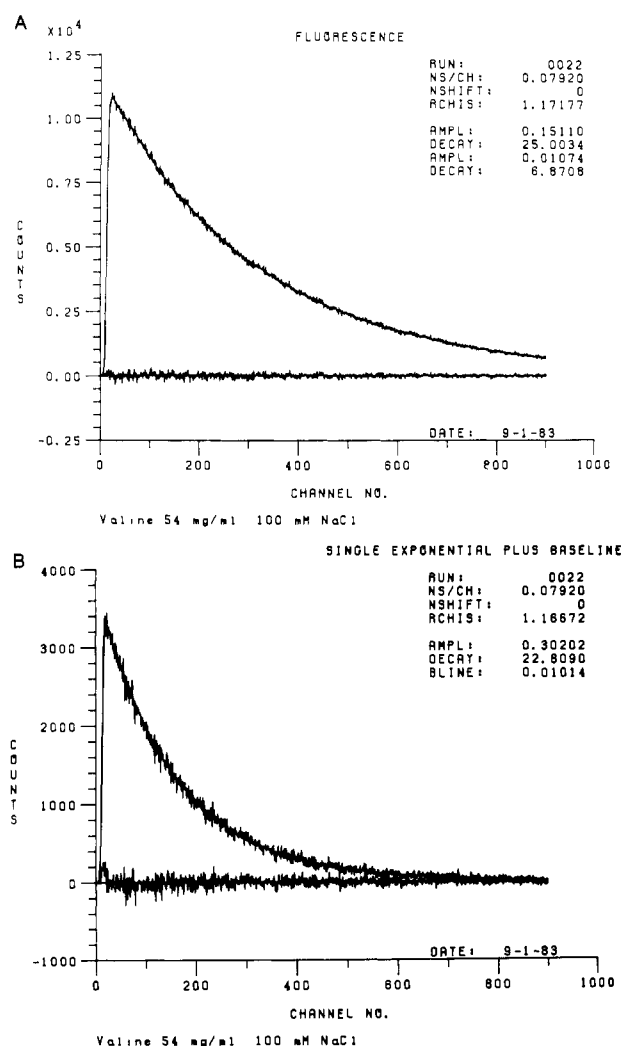 A
X10⁴
FLUORESCENCE
RUN: 0022
NS/CH: 0.07920
NSHIFT: 0
RCHIS: 1.17177
AMPL: 0.15110
DECAY: 25.0034
AMPL: 0.01074
DECAY: 6.8708
1.25
1.00
0.75
0.50
0.25
0.00
-0.25
COUNTS
DATE: 9-1-83
0 200 400 600 800 1000
CHANNEL NO.
Valine 54 mg/ml 100 mM NaCl
B
SINGLE EXPONENTIAL PLUS BASELINE
RUN: 0022
NS/CH: 0.07920
NSHIFT: 0
RCHIS: 1.16672
AMPL: 0.30202
DECAY: 22.8090
BLINE: 0.01014
4000
3000
2000
1000
0
-1000
COUNTS
DATE: 9-1-83
0 200 400 600 800 1000
CHANNEL NO.
Valine 54 mg/ml 100 mM NaCl